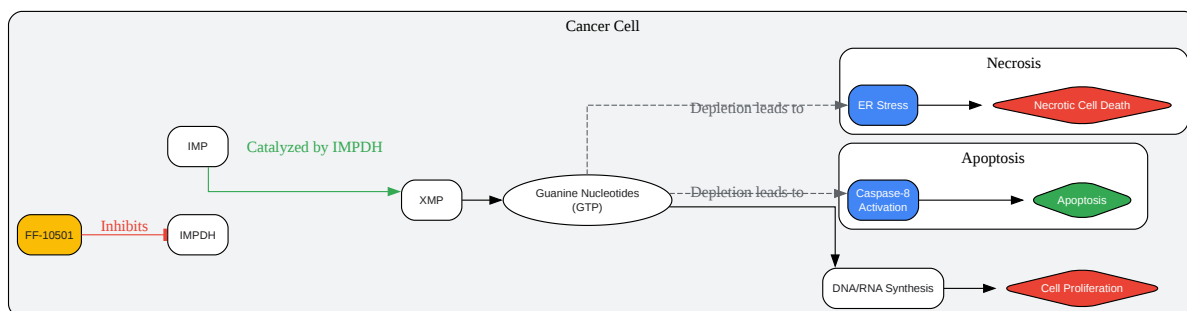 Cancer Cell
Necrosis
ER Stress
Necrotic Cell Death
Depletion leads to
IMP
Catalyzed by IMPDH
Apoptosis
XMP
Guanine Nucleotides
(GTP)
Depletion leads to
Caspase-8
Activation
Apoptosis
FF-10501
Inhibits
IMPDH
DNA/RNA Synthesis
Cell Proliferation